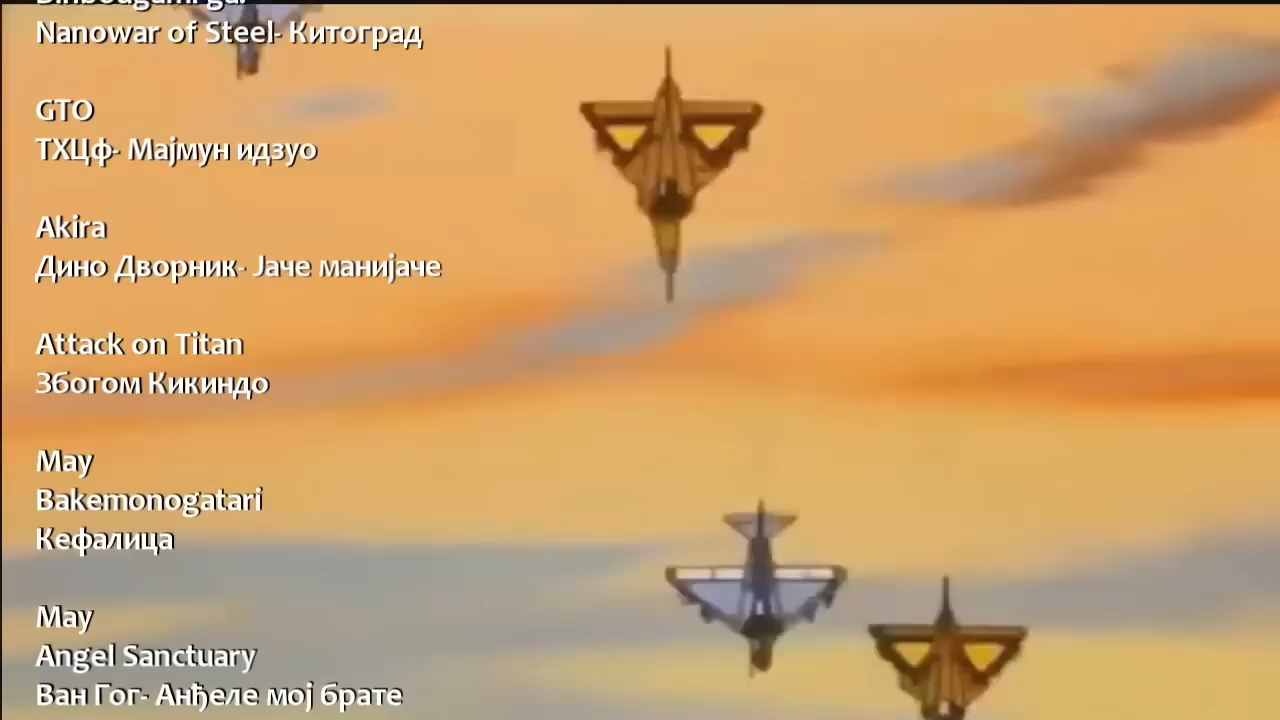 Nanowar of Steel- Китоград
GTO
ТХЦф- Мајмун идзуо
Akira
Дино Дворник- Јаче манијаче
Attack on Titan
Збогом Кикиндо
May
Bakemonogatari
Кефалица
May
Angel Sanctuary
Ван Гог- Анђеле мој брате